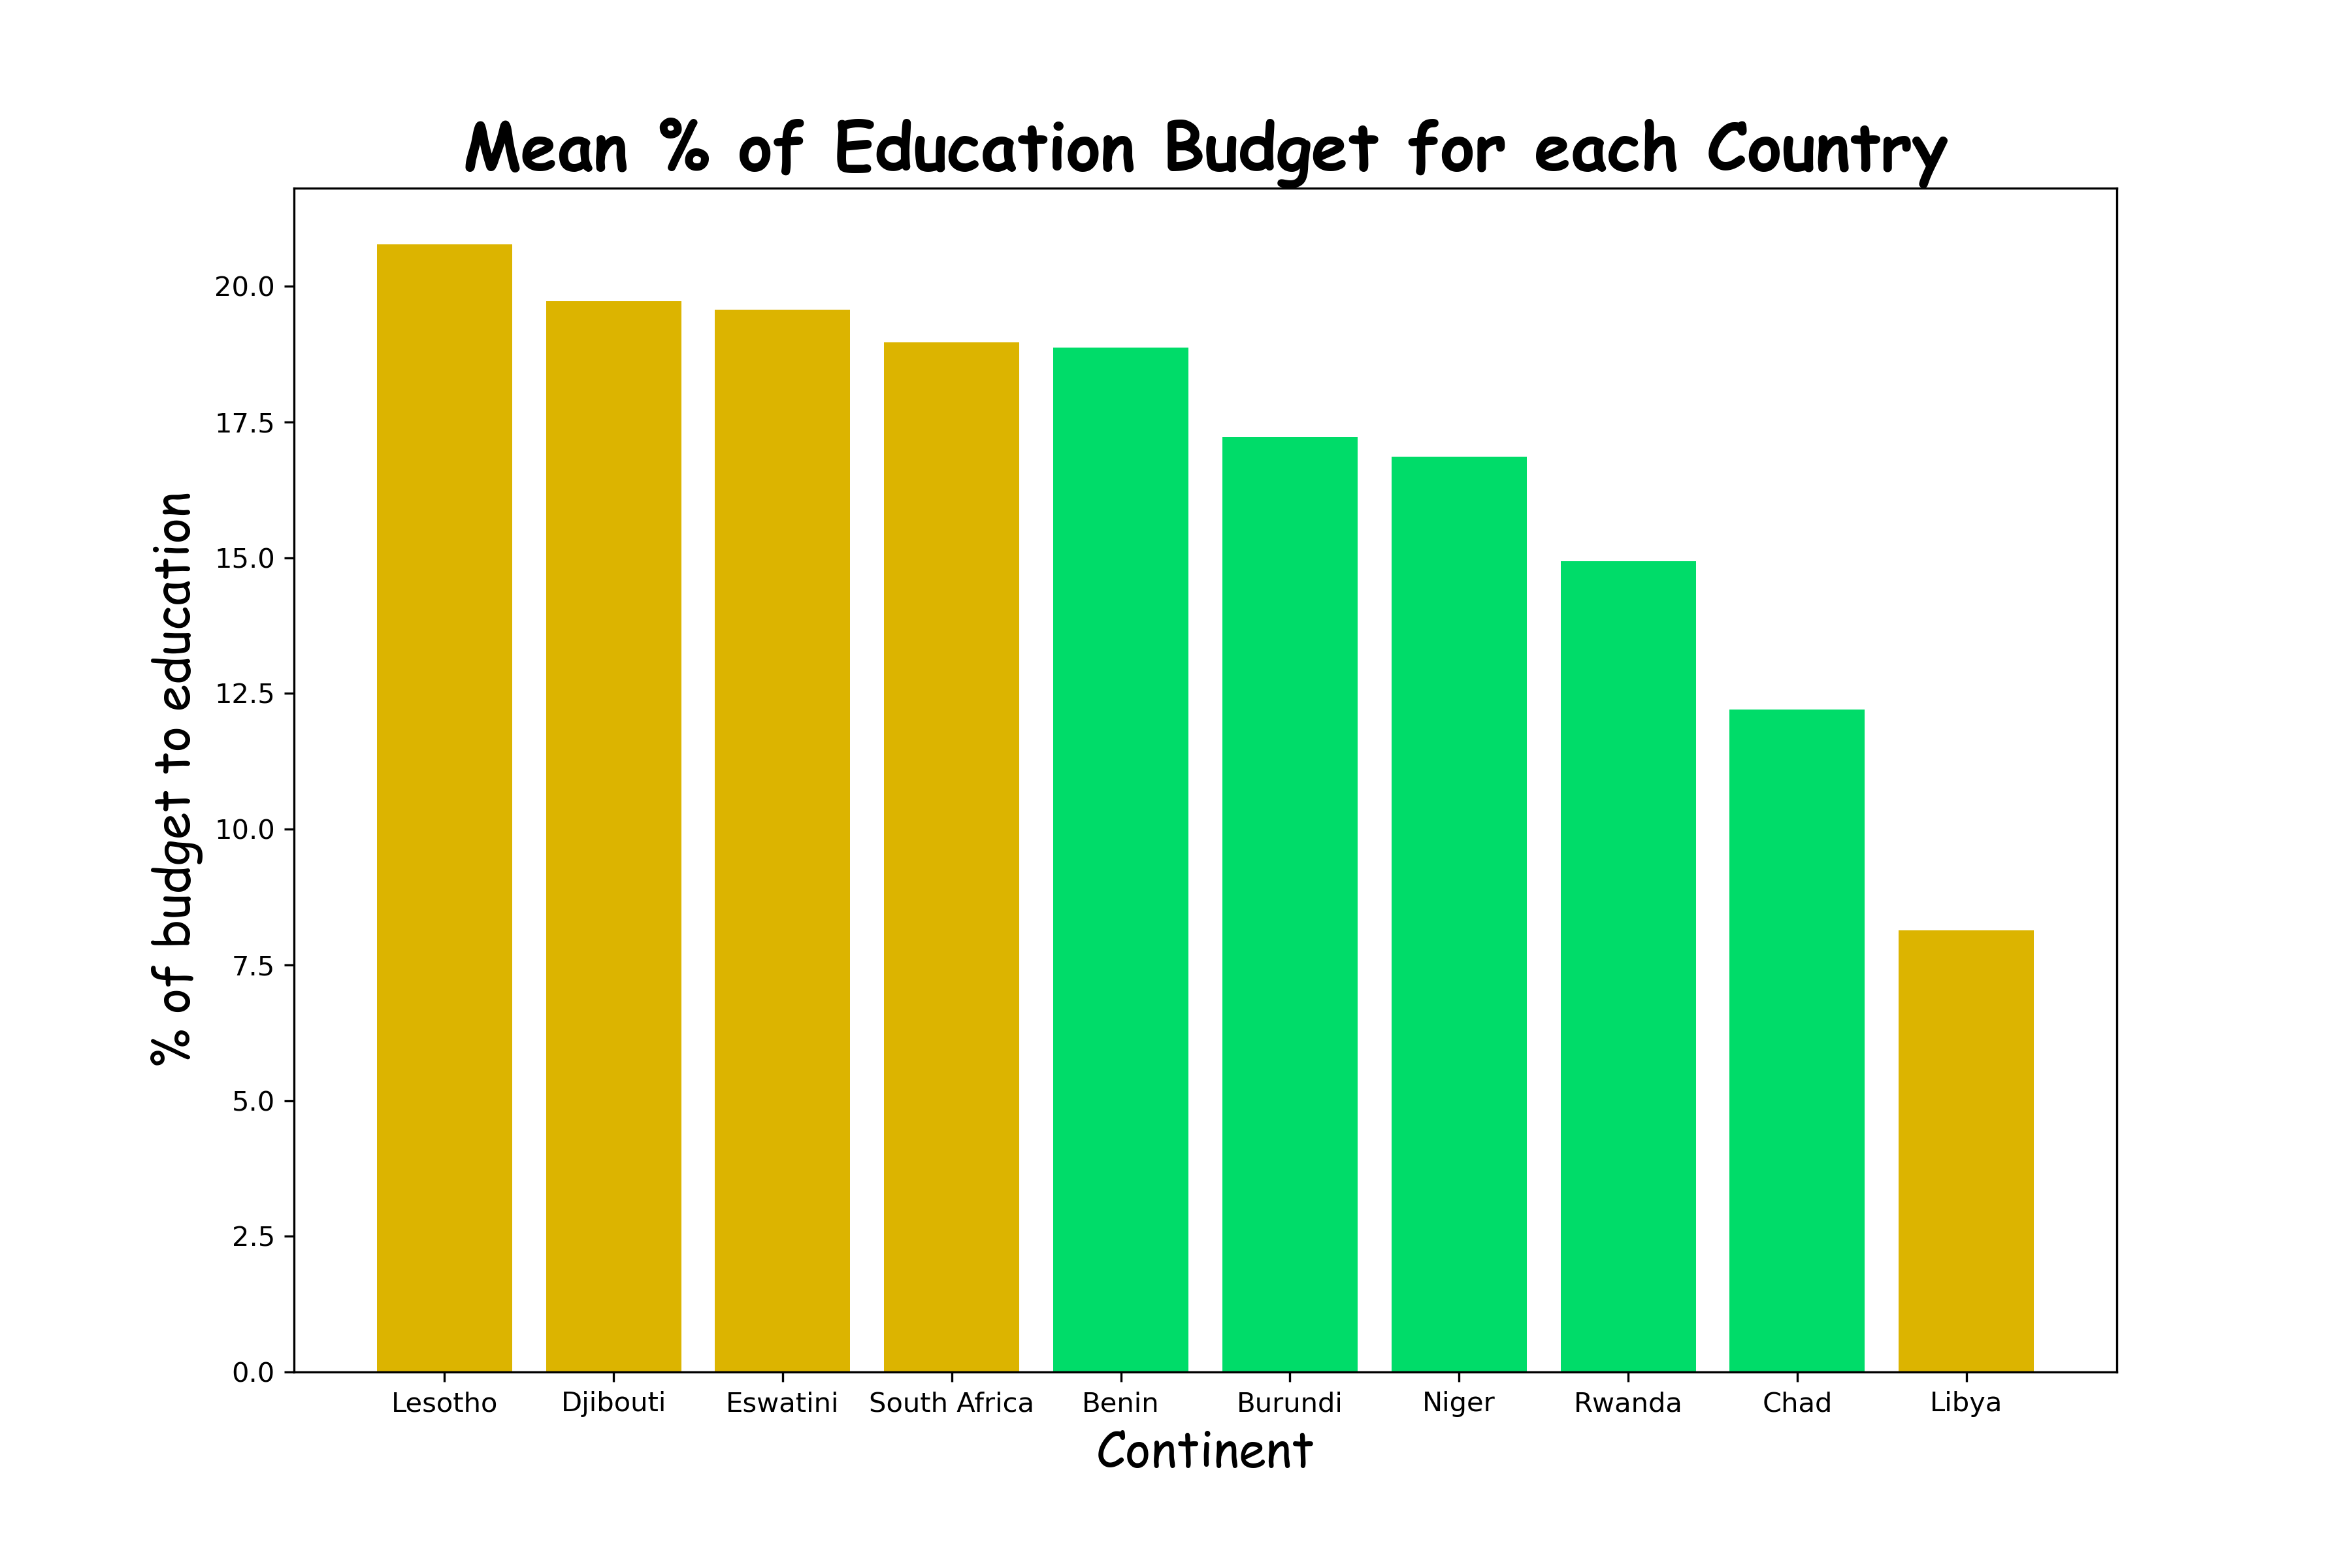 Mean % of Education Budget for each Country
% of budget to education
20.0
17.5
15.0
12.5
10.0
7.5
5.0
2.5
0.0
Lesotho Djibouti Eswatini South Africa Benin Burundi Niger Rwanda Chad Libya
Continent